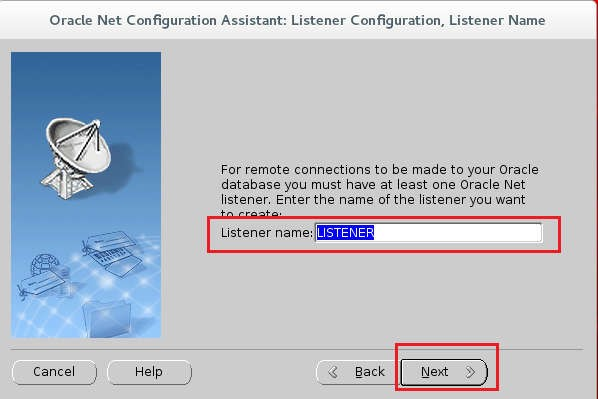 Oracle Net Configuration Assistant: Listener Configuration, Listener Name
For remote connections to be made to your Oracle
database you must have at least one Oracle Net
listener. Enter the name of the listener you want
to create:
Listener name: LISTENER
Cancel Help Back Next